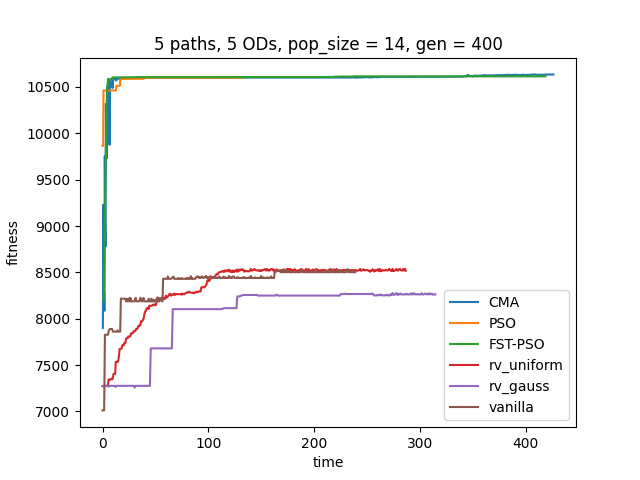 5 paths, 5 ODs, pop_size = 14, gen = 400
fitness
10500
10000
9500
9000
8500
8000
7500
7000
0
100
200
300
400
time
CMA
PSO
FST-PSO
rv_uniform
rv_gauss
vanilla